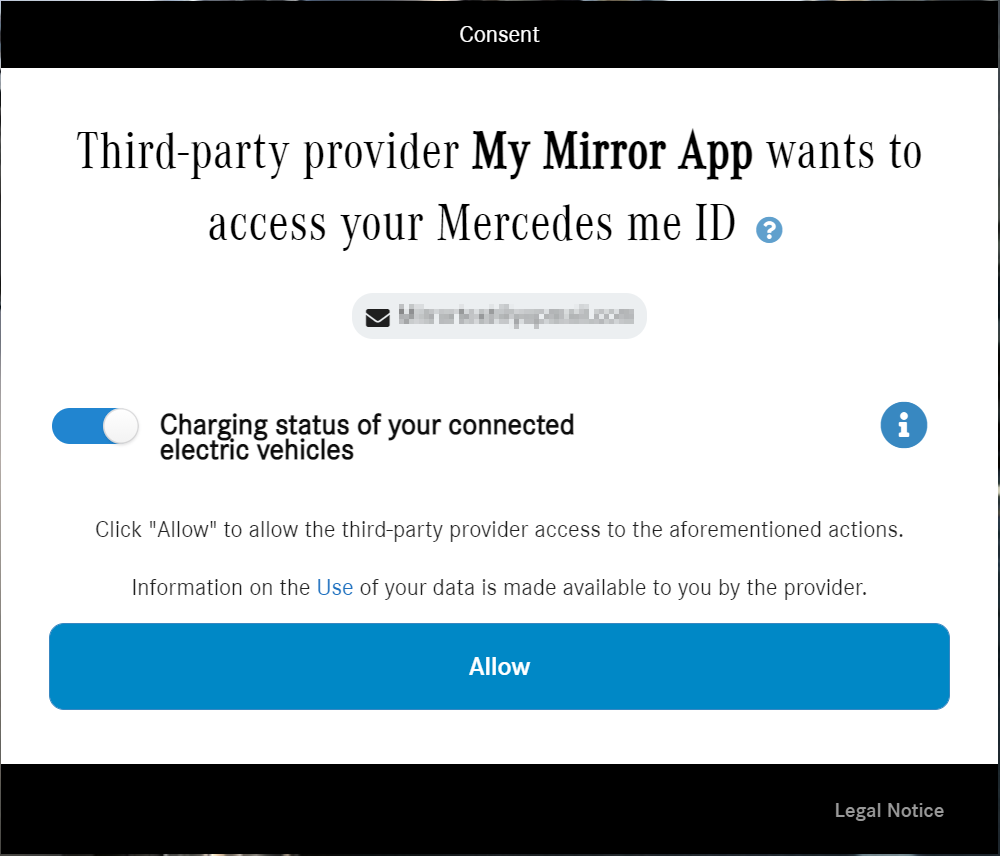 Consent
Third-party provider My Mirror App wants to
access your Mercedes me ID ?
Charging status of your connected
electric vehicles
Click "Allow" to allow the third-party provider access to the aforementioned actions.
Information on the Use of your data is made available to you by the provider.
Allow
Legal Notice